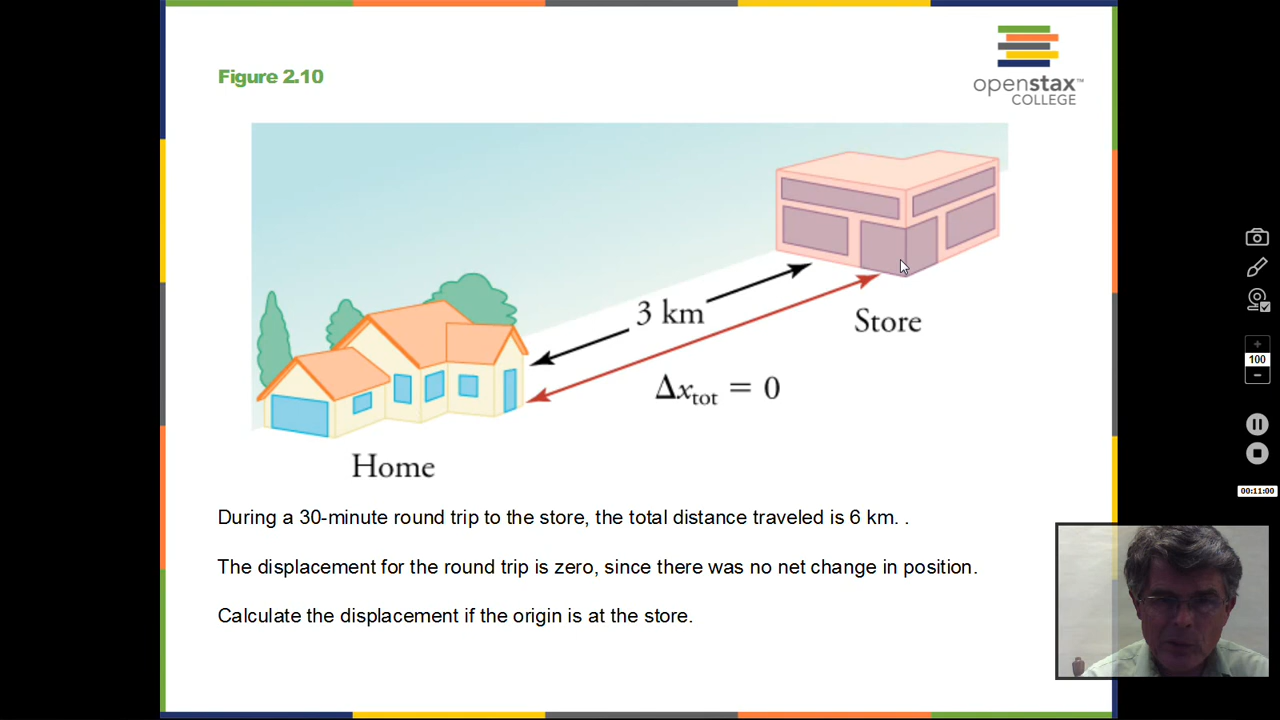 Figure 2.10
openstax™
COLLEGE
3 km
Store
Δx_tot = 0
Home
During a 30-minute round trip to the store, the total distance traveled is 6 km. .
The displacement for the round trip is zero, since there was no net change in position.
Calculate the displacement if the origin is at the store.
+
100
-
00:11:00